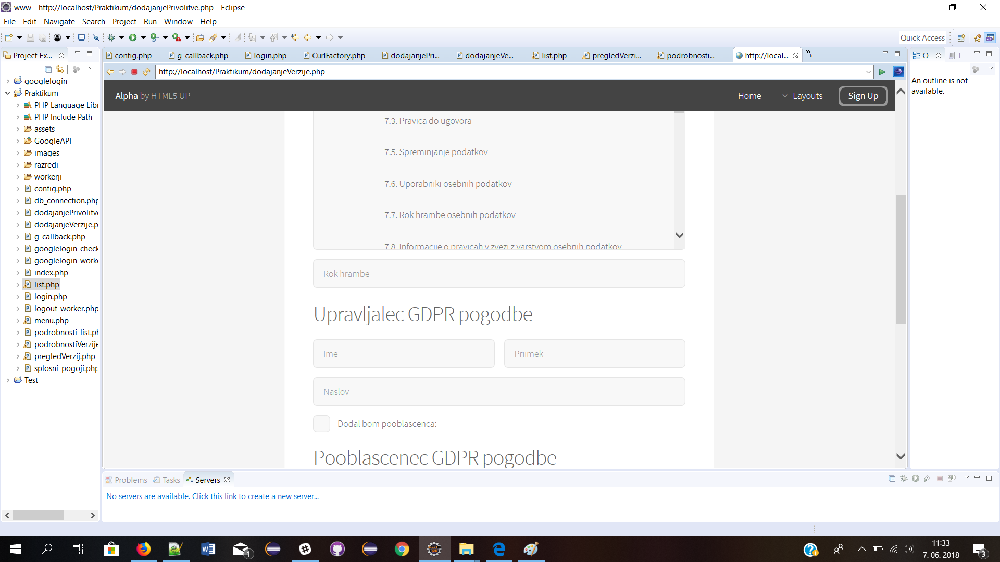 www - http://localhost/Praktikum/dodajanjePrivolitve.php - Eclipse
File Edit Navigate Search Project Run Window Help
Quick Access
Project Ex...
config.php
g-callback.php
login.php
CurlFactory.php
dodajanjePri...
dodajanjeVe...
list.php
pregledVerzi...
podrobnosti...
http://local...
»6
O
T
http://localhost/Praktikum/dodajanjeVerzije.php
An outline is not
available.
googlelogin
Praktikum
PHP Language Libr
PHP Include Path
assets
GoogleAPI
images
razredi
workerji
config.php
db_connection.php
dodajanjePrivolitve
dodajanjeVerzije.p
g-callback.php
googlelogin_check
googlelogin_worke
index.php
list.php
login.php
logout_worker.php
menu.php
podrobnosti_list.ph
podrobnostiVerzije
pregledVerzij.php
splosni_pogoji.php
Test
Alpha by HTML5 UP
Home
Layouts
Sign Up
7.3. Pravica do ugovora
7.5. Spreminjanje podatkov
7.6. Uporabniki osebnih podatkov
7.7. Rok hrambe osebnih podatkov
7.8. Informacije o pravicah v zvezi z varstvom osebnih podatkov
Rok hrambe
Upravljalec GDPR pogodbe
Ime
Priimek
Naslov
Dodal bom pooblascenca:
Pooblascenec GDPR pogodbe
Problems
Tasks
Servers
No servers are available. Click this link to create a new server...
1
11:33
7. 06. 2018
3